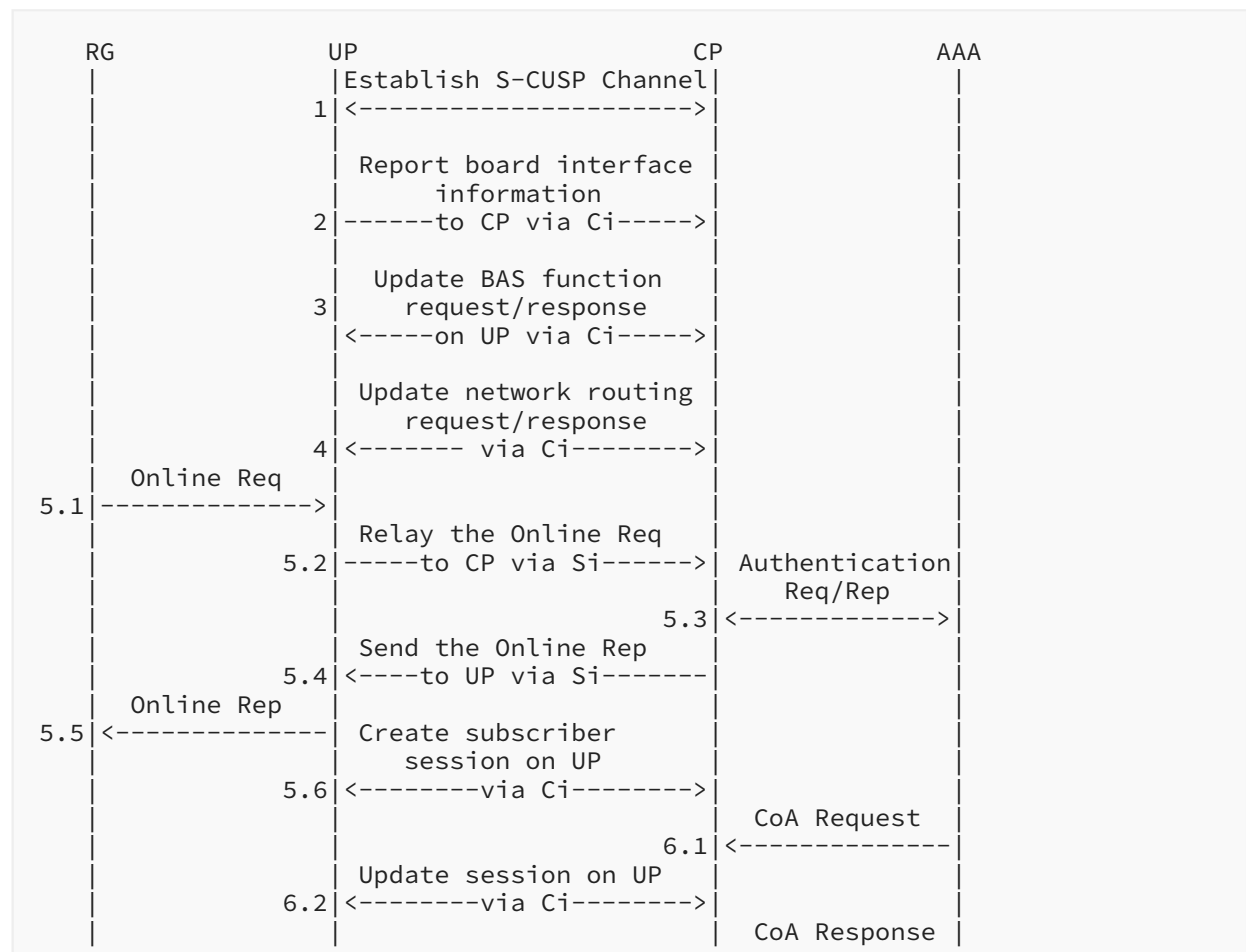 RG UP CP AAA
| |Establish S-CUSP Channel| |
| 1|<---------------------->| |
| | | |
| | Report board interface | |
| | information | |
| 2|------to CP via Ci----->| |
| | | |
| | Update BAS function | |
| 3| request/response | |
| |<-----on UP via Ci----->| |
| | | |
| | Update network routing | |
| | request/response | |
| 4|<------- via Ci-------->| |
| Online Req | | |
5.1|-------------->| | |
| | Relay the Online Req | |
| 5.2|-----to CP via Si------>| Authentication|
| | | Req/Rep |
| | 5.3|<------------->|
| | Send the Online Rep | |
| 5.4|<----to UP via Si-------| |
| Online Rep | | |
5.5|<--------------| Create subscriber | |
| | session on UP | |
| 5.6|<--------via Ci-------->| |
| | | CoA Request |
| | 6.1|<--------------|
| | Update session on UP | |
| 6.2|<--------via Ci-------->| |
| | | CoA Response |